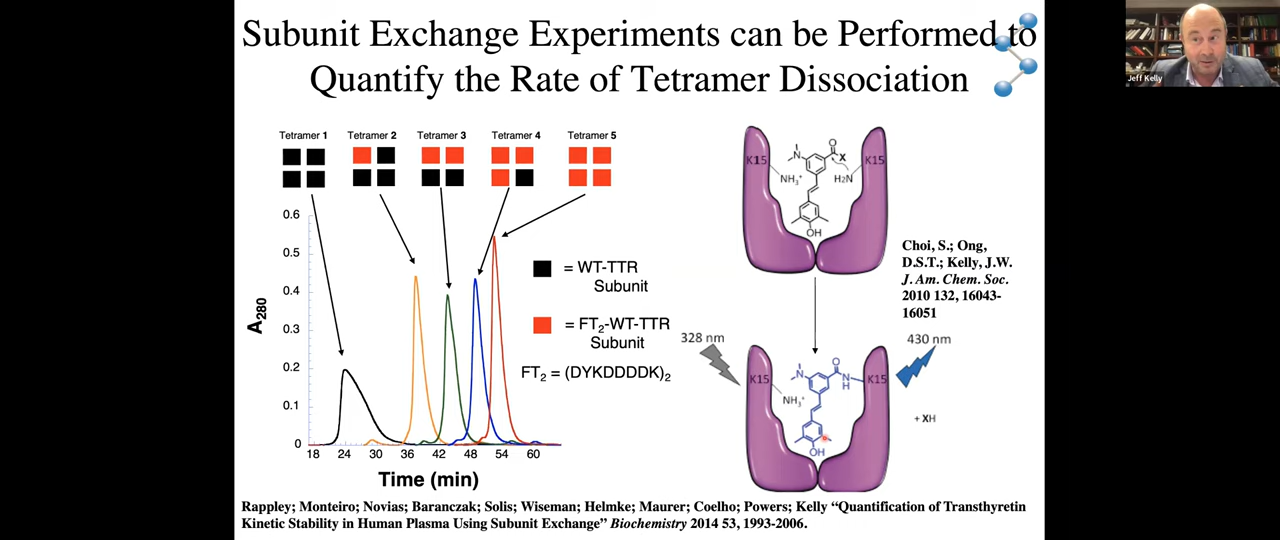 Subunit Exchange Experiments can be Performed to
Quantify the Rate of Tetramer Dissociation
Jeff Kelly
Tetramer 1
Tetramer 2
Tetramer 3
Tetramer 4
Tetramer 5
0.6
0.5
0.4
0.3
0.2
0.1
0
A280
18 24 30 36 42 48 54 60
Time (min)
= WT-TTR
Subunit
= FT2-WT-TTR
Subunit
FT2 = (DYKDDDDK)2
K15
NH3+
N
O
X
H2N
K15
OH
Choi, S.; Ong,
D.S.T.; Kelly, J.W.
J. Am. Chem. Soc.
2010 132, 16043-
16051
328 nm
430 nm
K15
NH3+
N
O
N
H
K15
OH
+ XH
Rappley; Monteiro; Novias; Baranczak; Solis; Wiseman; Helmke; Maurer; Coelho; Powers; Kelly “Quantification of Transthyretin
Kinetic Stability in Human Plasma Using Subunit Exchange” Biochemistry 2014 53, 1993-2006.